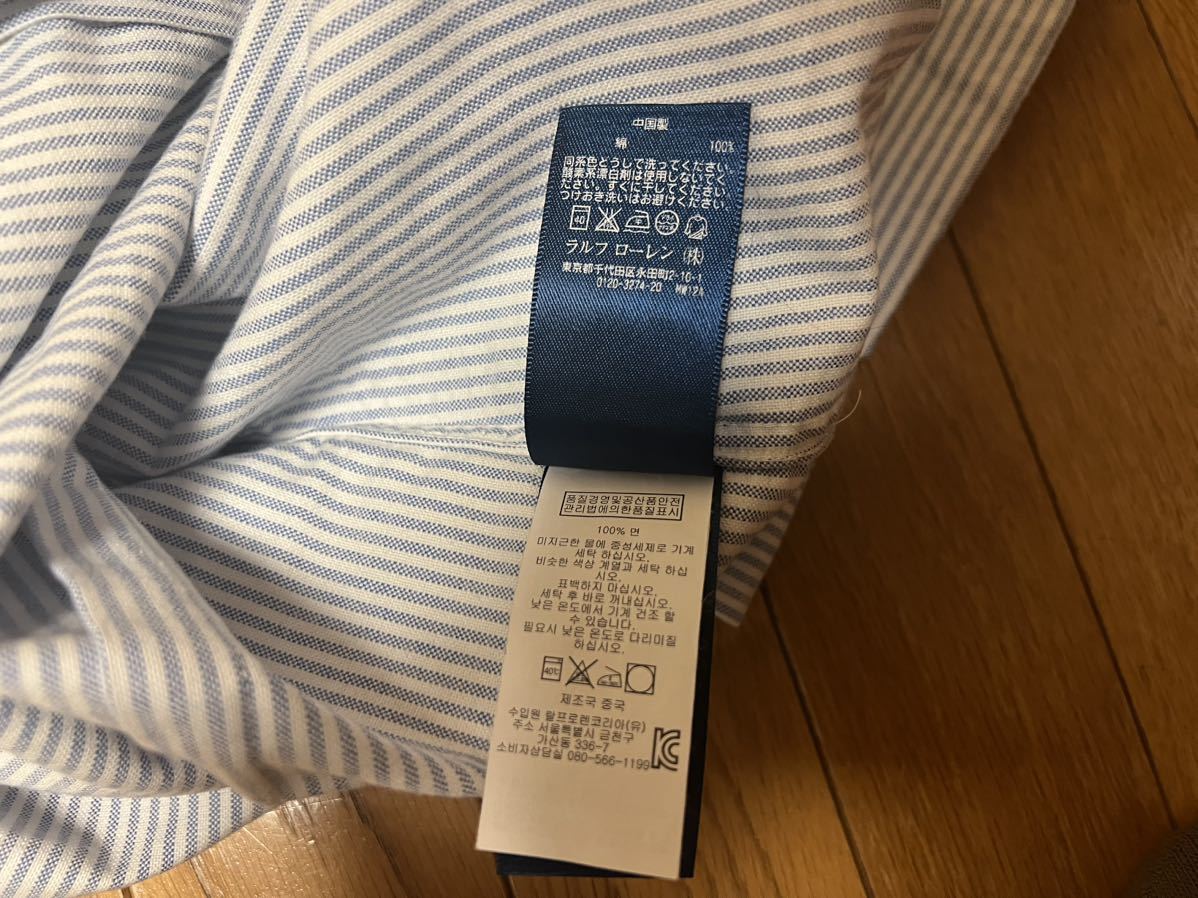 中国製
綿 100%
同系色どうしで洗ってください。
酸素系漂白剤は使用しないでく
ださい。すぐに干してください
つけおき洗いはお避けください
40
ラルフ ローレン (株)
東京都千代田区永田町2-10-1
0120-3274-20 MW12A
품질경영및공산품안전
관리법에의한품질표시
100% 면
미지근한 물에 중성세제로 기계
세탁 하십시오.
비슷한 색상 계열과 세탁 하십
시오.
표백하지 마십시오.
세탁 후 바로 꺼내십시오.
낮은 온도에서 기계 건조 할
수 있습니다.
필요시 낮은 온도로 다리미질
하십시오.
40℃
제조국 중국
수입원 랄프로렌코리아(유)
주소 서울특별시 금천구
가산동 336-7
소비자상담실 080-566-1199